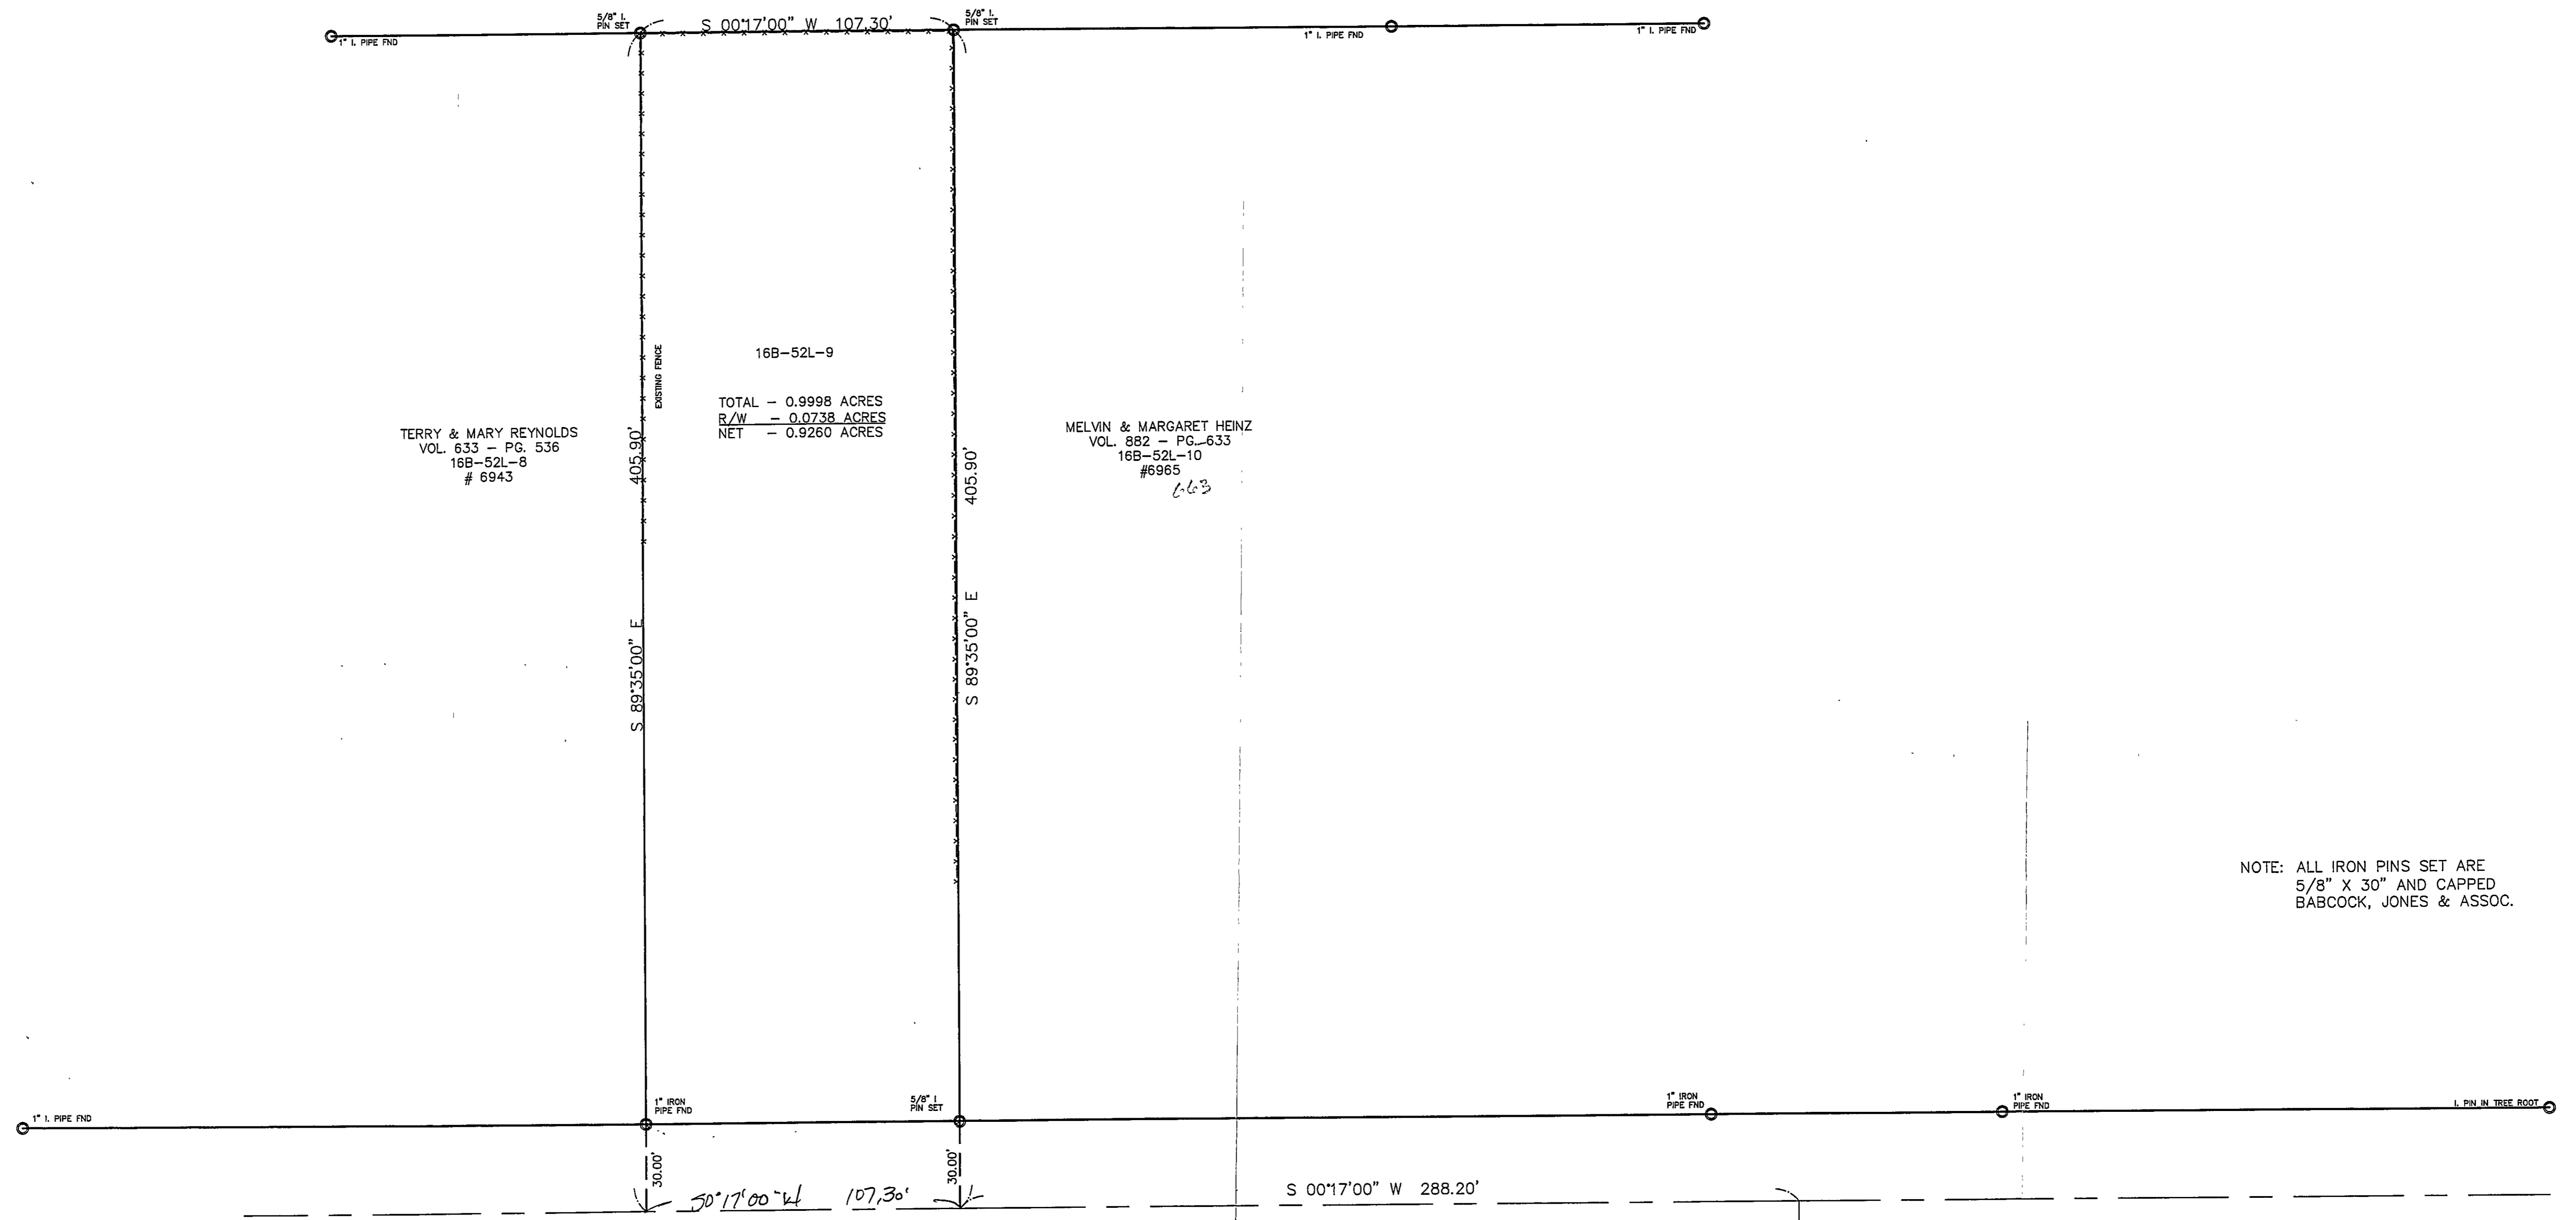 5/8" I.
PIN SET
S 00°17'00" W 107.30'
5/8" I.
PIN SET
1" I. PIPE FND
1" I. PIPE FND
1" I. PIPE FND
16B-52L-9
EXISTING FENCE
TOTAL - 0.9998 ACRES
R/W - 0.0738 ACRES
NET - 0.9260 ACRES
TERRY & MARY REYNOLDS
VOL. 633 - PG. 536
16B-52L-8
# 6943
405.90'
S 89°35'00" E
405.90'
S 89°35'00" E
MELVIN & MARGARET HEINZ
VOL. 882 - PG. 633
16B-52L-10
#6965
663
NOTE: ALL IRON PINS SET ARE
5/8" X 30" AND CAPPED
BABCOCK, JONES & ASSOC.
1" I. PIPE FND
1" IRON
PIPE FND
5/8" I
PIN SET
1" IRON
PIPE FND
1" IRON
PIPE FND
I. PIN IN TREE ROOT
30.00'
30.00'
S0°17'00"W 107.30'
S 00°17'00" W 288.20'